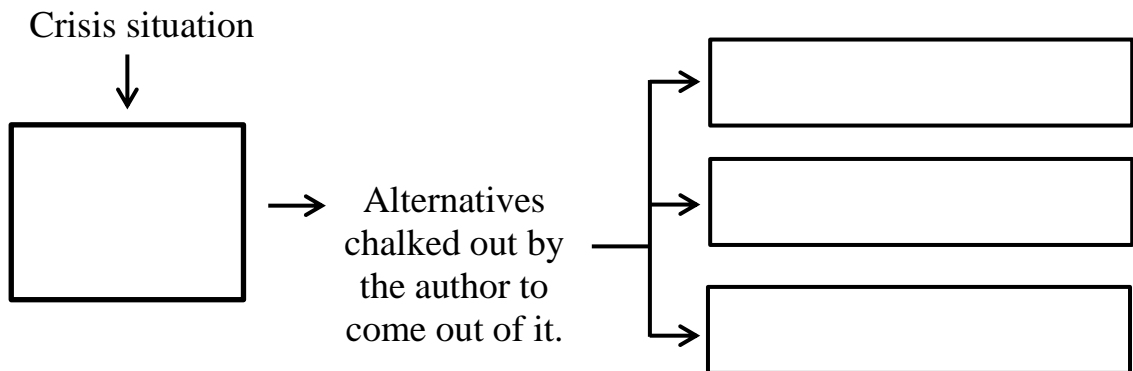 Crisis situation
Alternatives
chalked out by
the author to
come out of it.